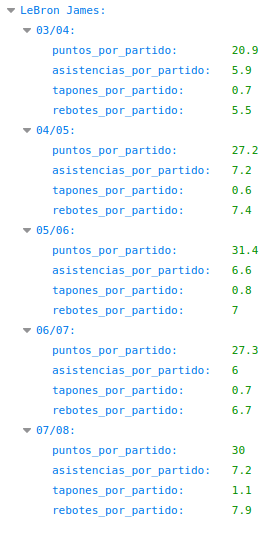 LeBron James:
03/04:
puntos_por_partido: 20.9
asistencias_por_partido: 5.9
tapones_por_partido: 0.7
rebotes_por_partido: 5.5
04/05:
puntos_por_partido: 27.2
asistencias_por_partido: 7.2
tapones_por_partido: 0.6
rebotes_por_partido: 7.4
05/06:
puntos_por_partido: 31.4
asistencias_por_partido: 6.6
tapones_por_partido: 0.8
rebotes_por_partido: 7
06/07:
puntos_por_partido: 27.3
asistencias_por_partido: 6
tapones_por_partido: 0.7
rebotes_por_partido: 6.7
07/08:
puntos_por_partido: 30
asistencias_por_partido: 7.2
tapones_por_partido: 1.1
rebotes_por_partido: 7.9